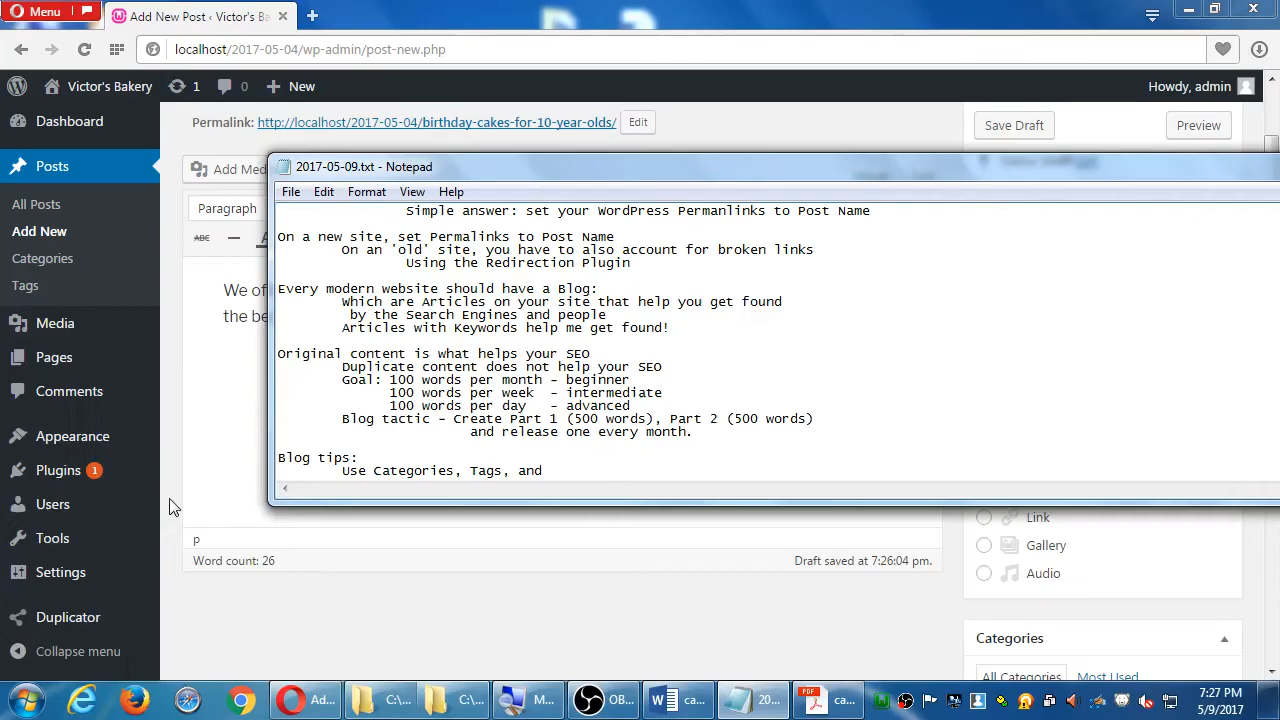 Menu
Add New Post ‹ Victor's Ba
localhost/2017-05-04/wp-admin/post-new.php
Victor's Bakery
1
0
New
Howdy, admin
Dashboard
Posts
All Posts
Add New
Categories
Tags
Media
Pages
Comments
Appearance
Plugins 1
Users
Tools
Settings
Duplicator
Collapse menu
Permalink: http://localhost/2017-05-04/birthday-cakes-for-10-year-olds/ Edit
Save Draft
Preview
Add Med
Paragraph
ABC
A
We of
the be
p
Word count: 26
Draft saved at 7:26:04 pm.
2017-05-09.txt - Notepad
File Edit Format View Help
Simple answer: set your WordPress Permanlinks to Post Name
On a new site, set Permalinks to Post Name
On an 'old' site, you have to also account for broken links
Using the Redirection Plugin
Every modern website should have a Blog:
Which are Articles on your site that help you get found
by the Search Engines and people
Articles with Keywords help me get found!
Original content is what helps your SEO
Duplicate content does not help your SEO
Goal: 100 words per month - beginner
100 words per week - intermediate
100 words per day - advanced
Blog tactic - Create Part 1 (500 words), Part 2 (500 words)
and release one every month.
Blog tips:
Use Categories, Tags, and
Link
Gallery
Audio
Categories
All Categories
Most Used
Ad...
C:\...
C:\...
M...
OB...
ca...
20...
PDF
ca...
7:27 PM
5/9/2017